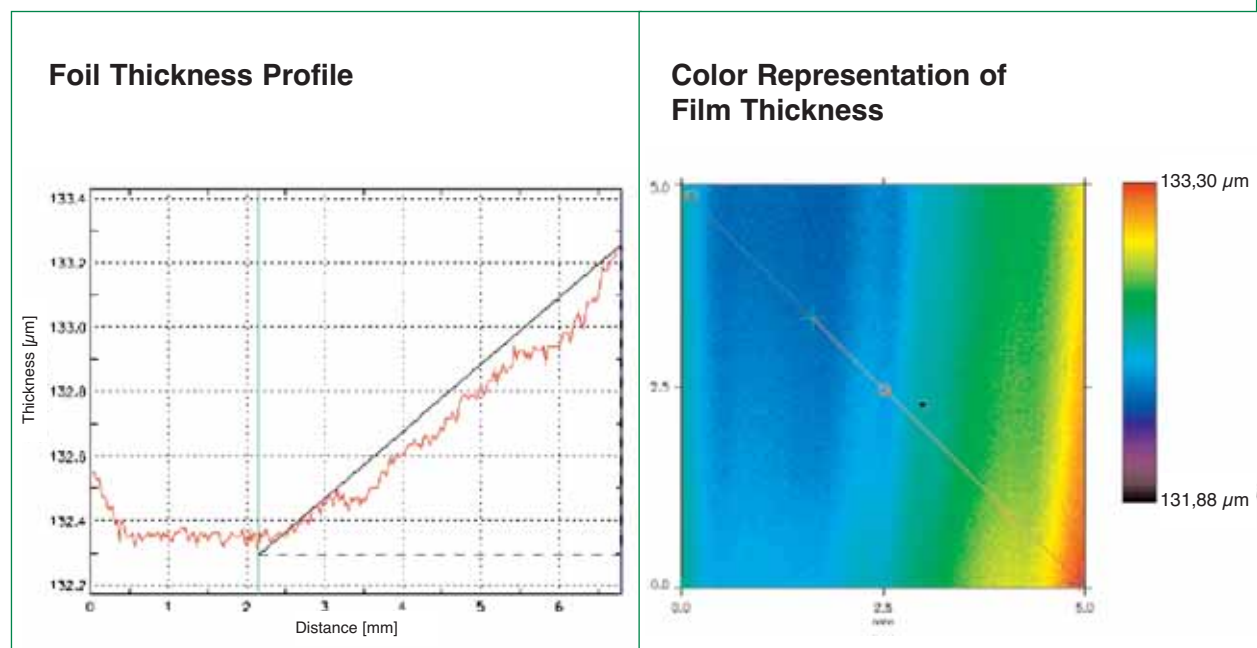 Foil Thickness Profile
133.4
133.2
133.0
132.8
132.6
132.4
132.2
Thickness [µm]
0 1 2 3 4 5 6
Distance [mm]
Color Representation of
Film Thickness
5.0
2.5
0.0
0.0 2.5 5.0
133,30 µm
131,88 µm